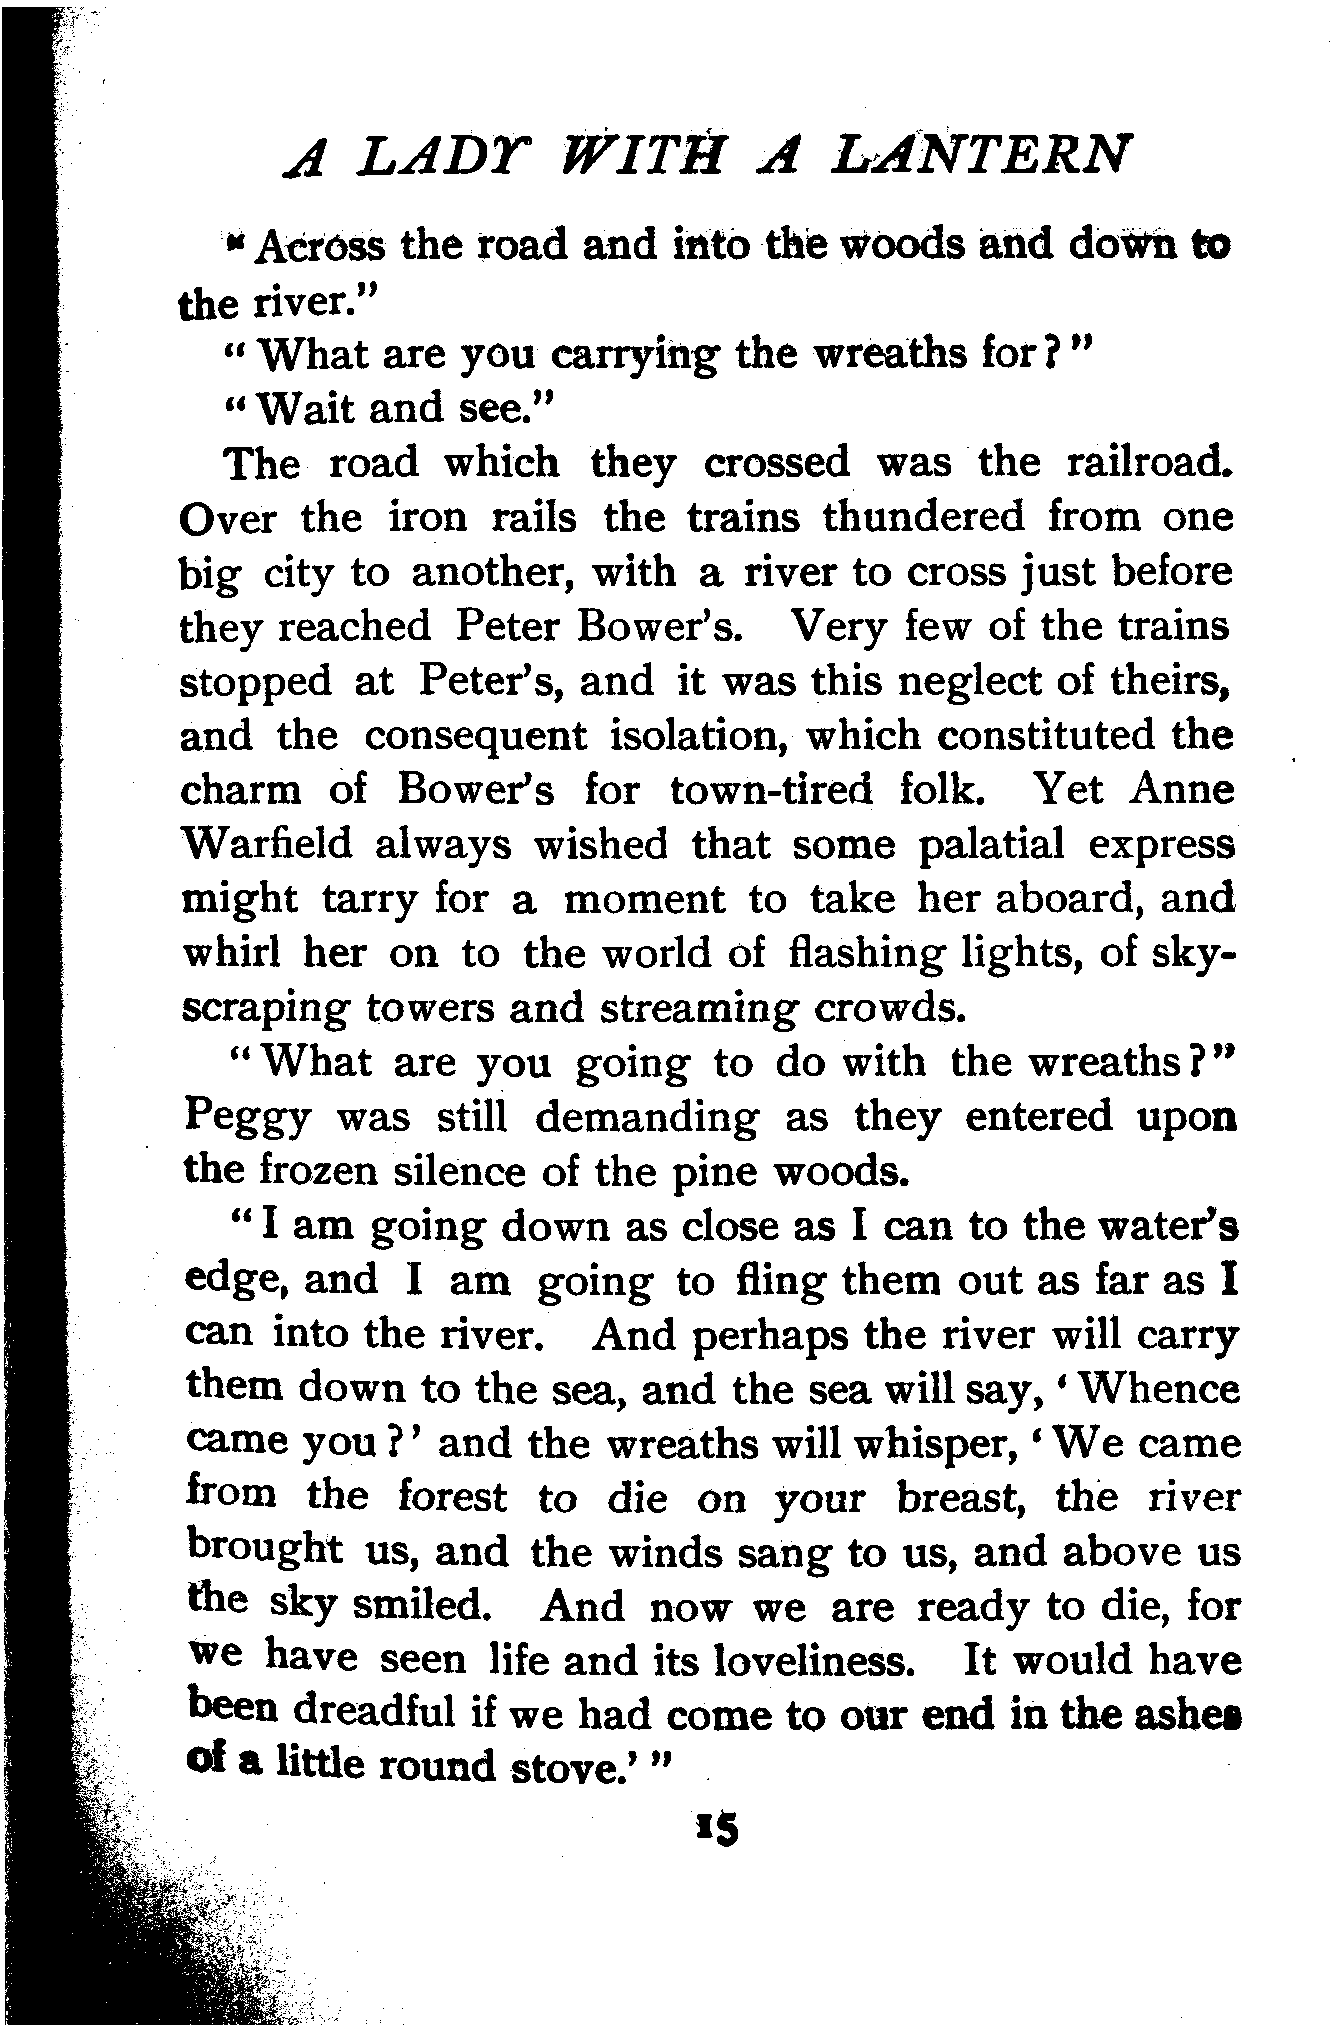 A LADY WITH A LANTERN
"Across the road and into the woods and down to
the river."
"What are you carrying the wreaths for?"
"Wait and see."
The road which they crossed was the railroad.
Over the iron rails the trains thundered from one
big city to another, with a river to cross just before
they reached Peter Bower's. Very few of the trains
stopped at Peter's, and it was this neglect of theirs,
and the consequent isolation, which constituted the
charm of Bower's for town-tired folk. Yet Anne
Warfield always wished that some palatial express
might tarry for a moment to take her aboard, and
whirl her on to the world of flashing lights, of sky-
scraping towers and streaming crowds.
"What are you going to do with the wreaths?"
Peggy was still demanding as they entered upon
the frozen silence of the pine woods.
"I am going down as close as I can to the water's
edge, and I am going to fling them out as far as I
can into the river. And perhaps the river will carry
them down to the sea, and the sea will say, 'Whence
came you?' and the wreaths will whisper, 'We came
from the forest to die on your breast, the river
brought us, and the winds sang to us, and above us
the sky smiled. And now we are ready to die, for
we have seen life and its loveliness. It would have
been dreadful if we had come to our end in the ashes
of a little round stove.'"
15